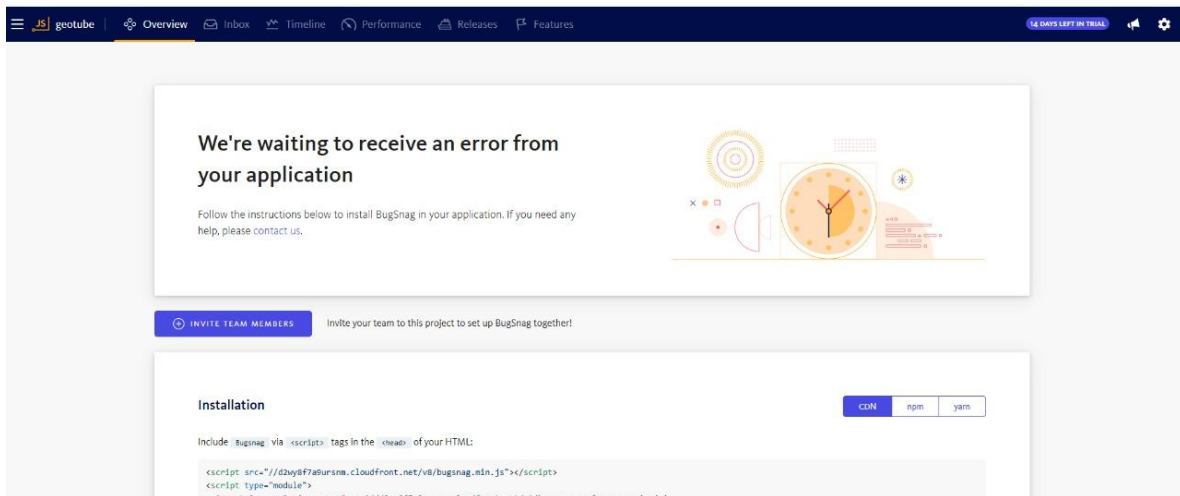 JS geotube Overview Inbox Timeline Performance Releases Features 14 DAYS LEFT IN TRIAL
We're waiting to receive an error from
your application
Follow the instructions below to install BugSnag in your application. If you need any
help, please contact us.
INVITE TEAM MEMBERS Invite your team to this project to set up BugSnag together!
Installation CDN npm yarn
Include Bugsnag via <script> tags in the <head> of your HTML:
<script src="//d2wy8f7a9ursnm.cloudfront.net/v8/bugsnag.min.js"></script>
<script type="module">